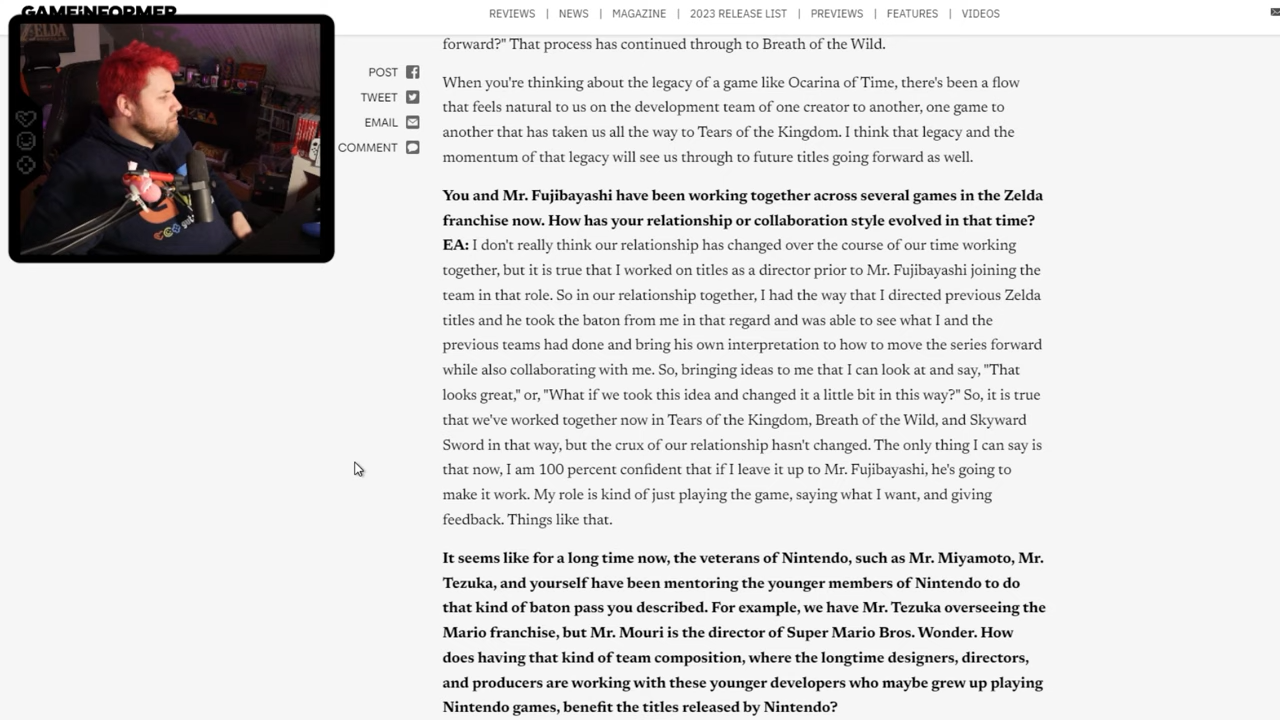 GAMEINFORMER
REVIEWS | NEWS | MAGAZINE | 2023 RELEASE LIST | PREVIEWS | FEATURES | VIDEOS
ZELDA
POST
TWEET
EMAIL
COMMENT
forward?" That process has continued through to Breath of the Wild.
When you're thinking about the legacy of a game like Ocarina of Time, there's been a flow
that feels natural to us on the development team of one creator to another, one game to
another that has taken us all the way to Tears of the Kingdom. I think that legacy and the
momentum of that legacy will see us through to future titles going forward as well.
You and Mr. Fujibayashi have been working together across several games in the Zelda
franchise now. How has your relationship or collaboration style evolved in that time?
EA: I don't really think our relationship has changed over the course of our time working
together, but it is true that I worked on titles as a director prior to Mr. Fujibayashi joining the
team in that role. So in our relationship together, I had the way that I directed previous Zelda
titles and he took the baton from me in that regard and was able to see what I and the
previous teams had done and bring his own interpretation to how to move the series forward
while also collaborating with me. So, bringing ideas to me that I can look at and say, "That
looks great," or, "What if we took this idea and changed it a little bit in this way?" So, it is true
that we've worked together now in Tears of the Kingdom, Breath of the Wild, and Skyward
Sword in that way, but the crux of our relationship hasn't changed. The only thing I can say is
that now, I am 100 percent confident that if I leave it up to Mr. Fujibayashi, he's going to
make it work. My role is kind of just playing the game, saying what I want, and giving
feedback. Things like that.
It seems like for a long time now, the veterans of Nintendo, such as Mr. Miyamoto, Mr.
Tezuka, and yourself have been mentoring the younger members of Nintendo to do
that kind of baton pass you described. For example, we have Mr. Tezuka overseeing the
Mario franchise, but Mr. Mouri is the director of Super Mario Bros. Wonder. How
does having that kind of team composition, where the longtime designers, directors,
and producers are working with these younger developers who maybe grew up playing
Nintendo games, benefit the titles released by Nintendo?